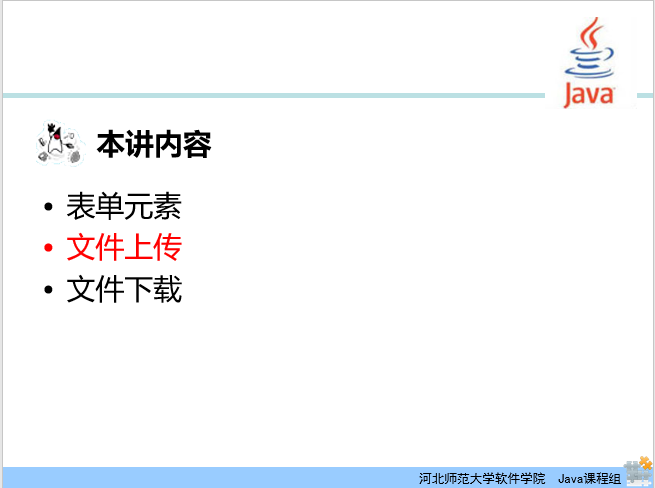 Java
本讲内容
• 表单元素
• 文件上传
• 文件下载
河北师范大学软件学院 Java课程组